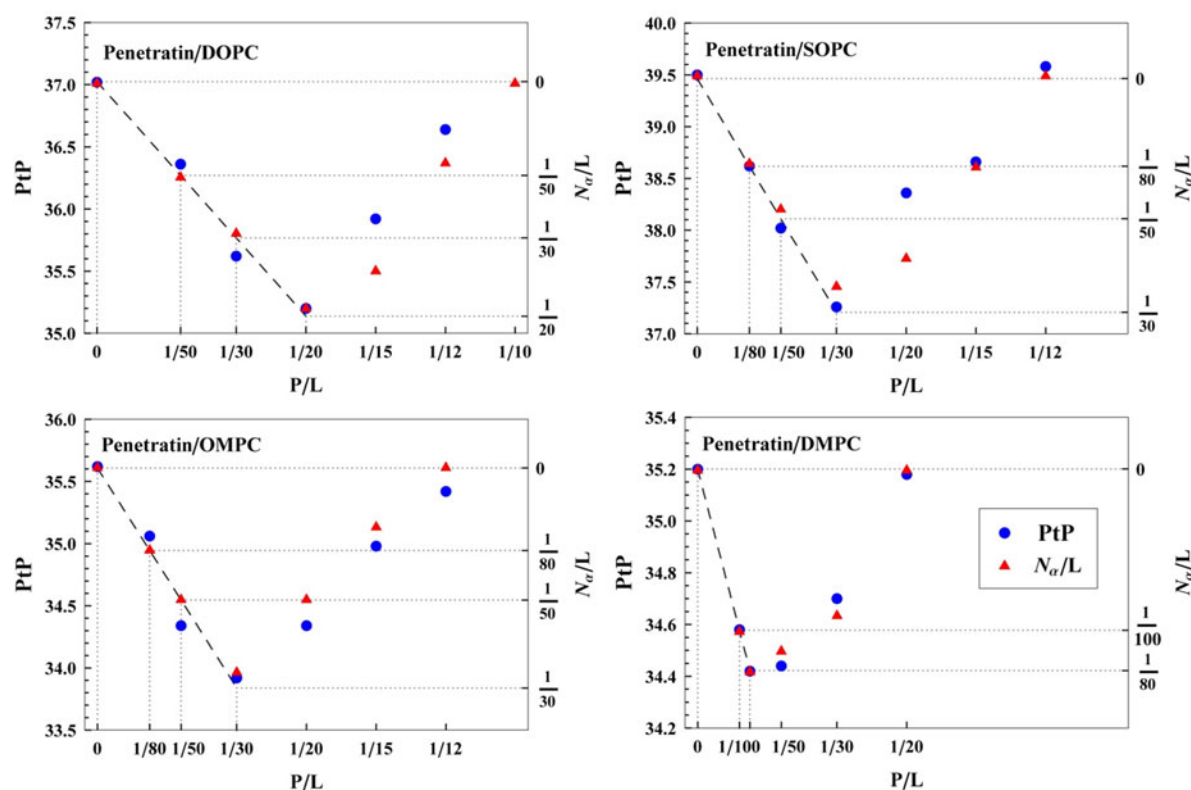 Penetratin/DOPC
37.5
37.0
36.5
36.0
35.5
35.0
PtP
0
1/50
1/30
1/20
Nα/L
0 1/50 1/30 1/20 1/15 1/12 1/10
P/L
Penetratin/SOPC
40.0
39.5
39.0
38.5
38.0
37.5
37.0
PtP
0
1/80
1/50
1/30
Nα/L
0 1/80 1/50 1/30 1/20 1/15 1/12
P/L
Penetratin/OMPC
36.0
35.5
35.0
34.5
34.0
33.5
PtP
0
1/80
1/50
1/30
Nα/L
0 1/80 1/50 1/30 1/20 1/15 1/12
P/L
Penetratin/DMPC
35.4
35.2
35.0
34.8
34.6
34.4
34.2
PtP
PtP
Nα/L
0
1/100
1/80
Nα/L
0 1/100 1/80 1/50 1/30 1/20
P/L